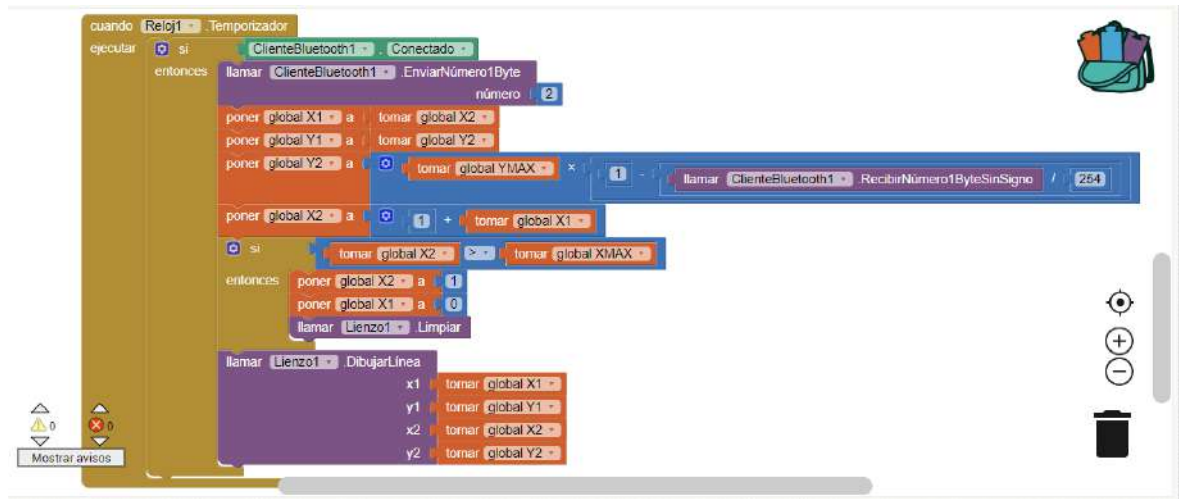 cuando Reloj1 .Temporizador
ejecutar si ClienteBluetooth1 . Conectado
entonces llamar ClienteBluetooth1 .EnviarNúmero1Byte
número 2
poner global X1 a tomar global X2
poner global Y1 a tomar global Y2
poner global Y2 a tomar global YMAX × 1 - llamar ClienteBluetooth1 .RecibirNúmero1ByteSinSigno / 254
poner global X2 a 1 + tomar global X1
si tomar global X2 > tomar global XMAX
entonces poner global X2 a 1
poner global X1 a 0
llamar Lienzo1 .Limpiar
llamar Lienzo1 .DibujarLínea
x1 tomar global X1
y1 tomar global Y1
x2 tomar global X2
y2 tomar global Y2
0 0
Mostrar avisos